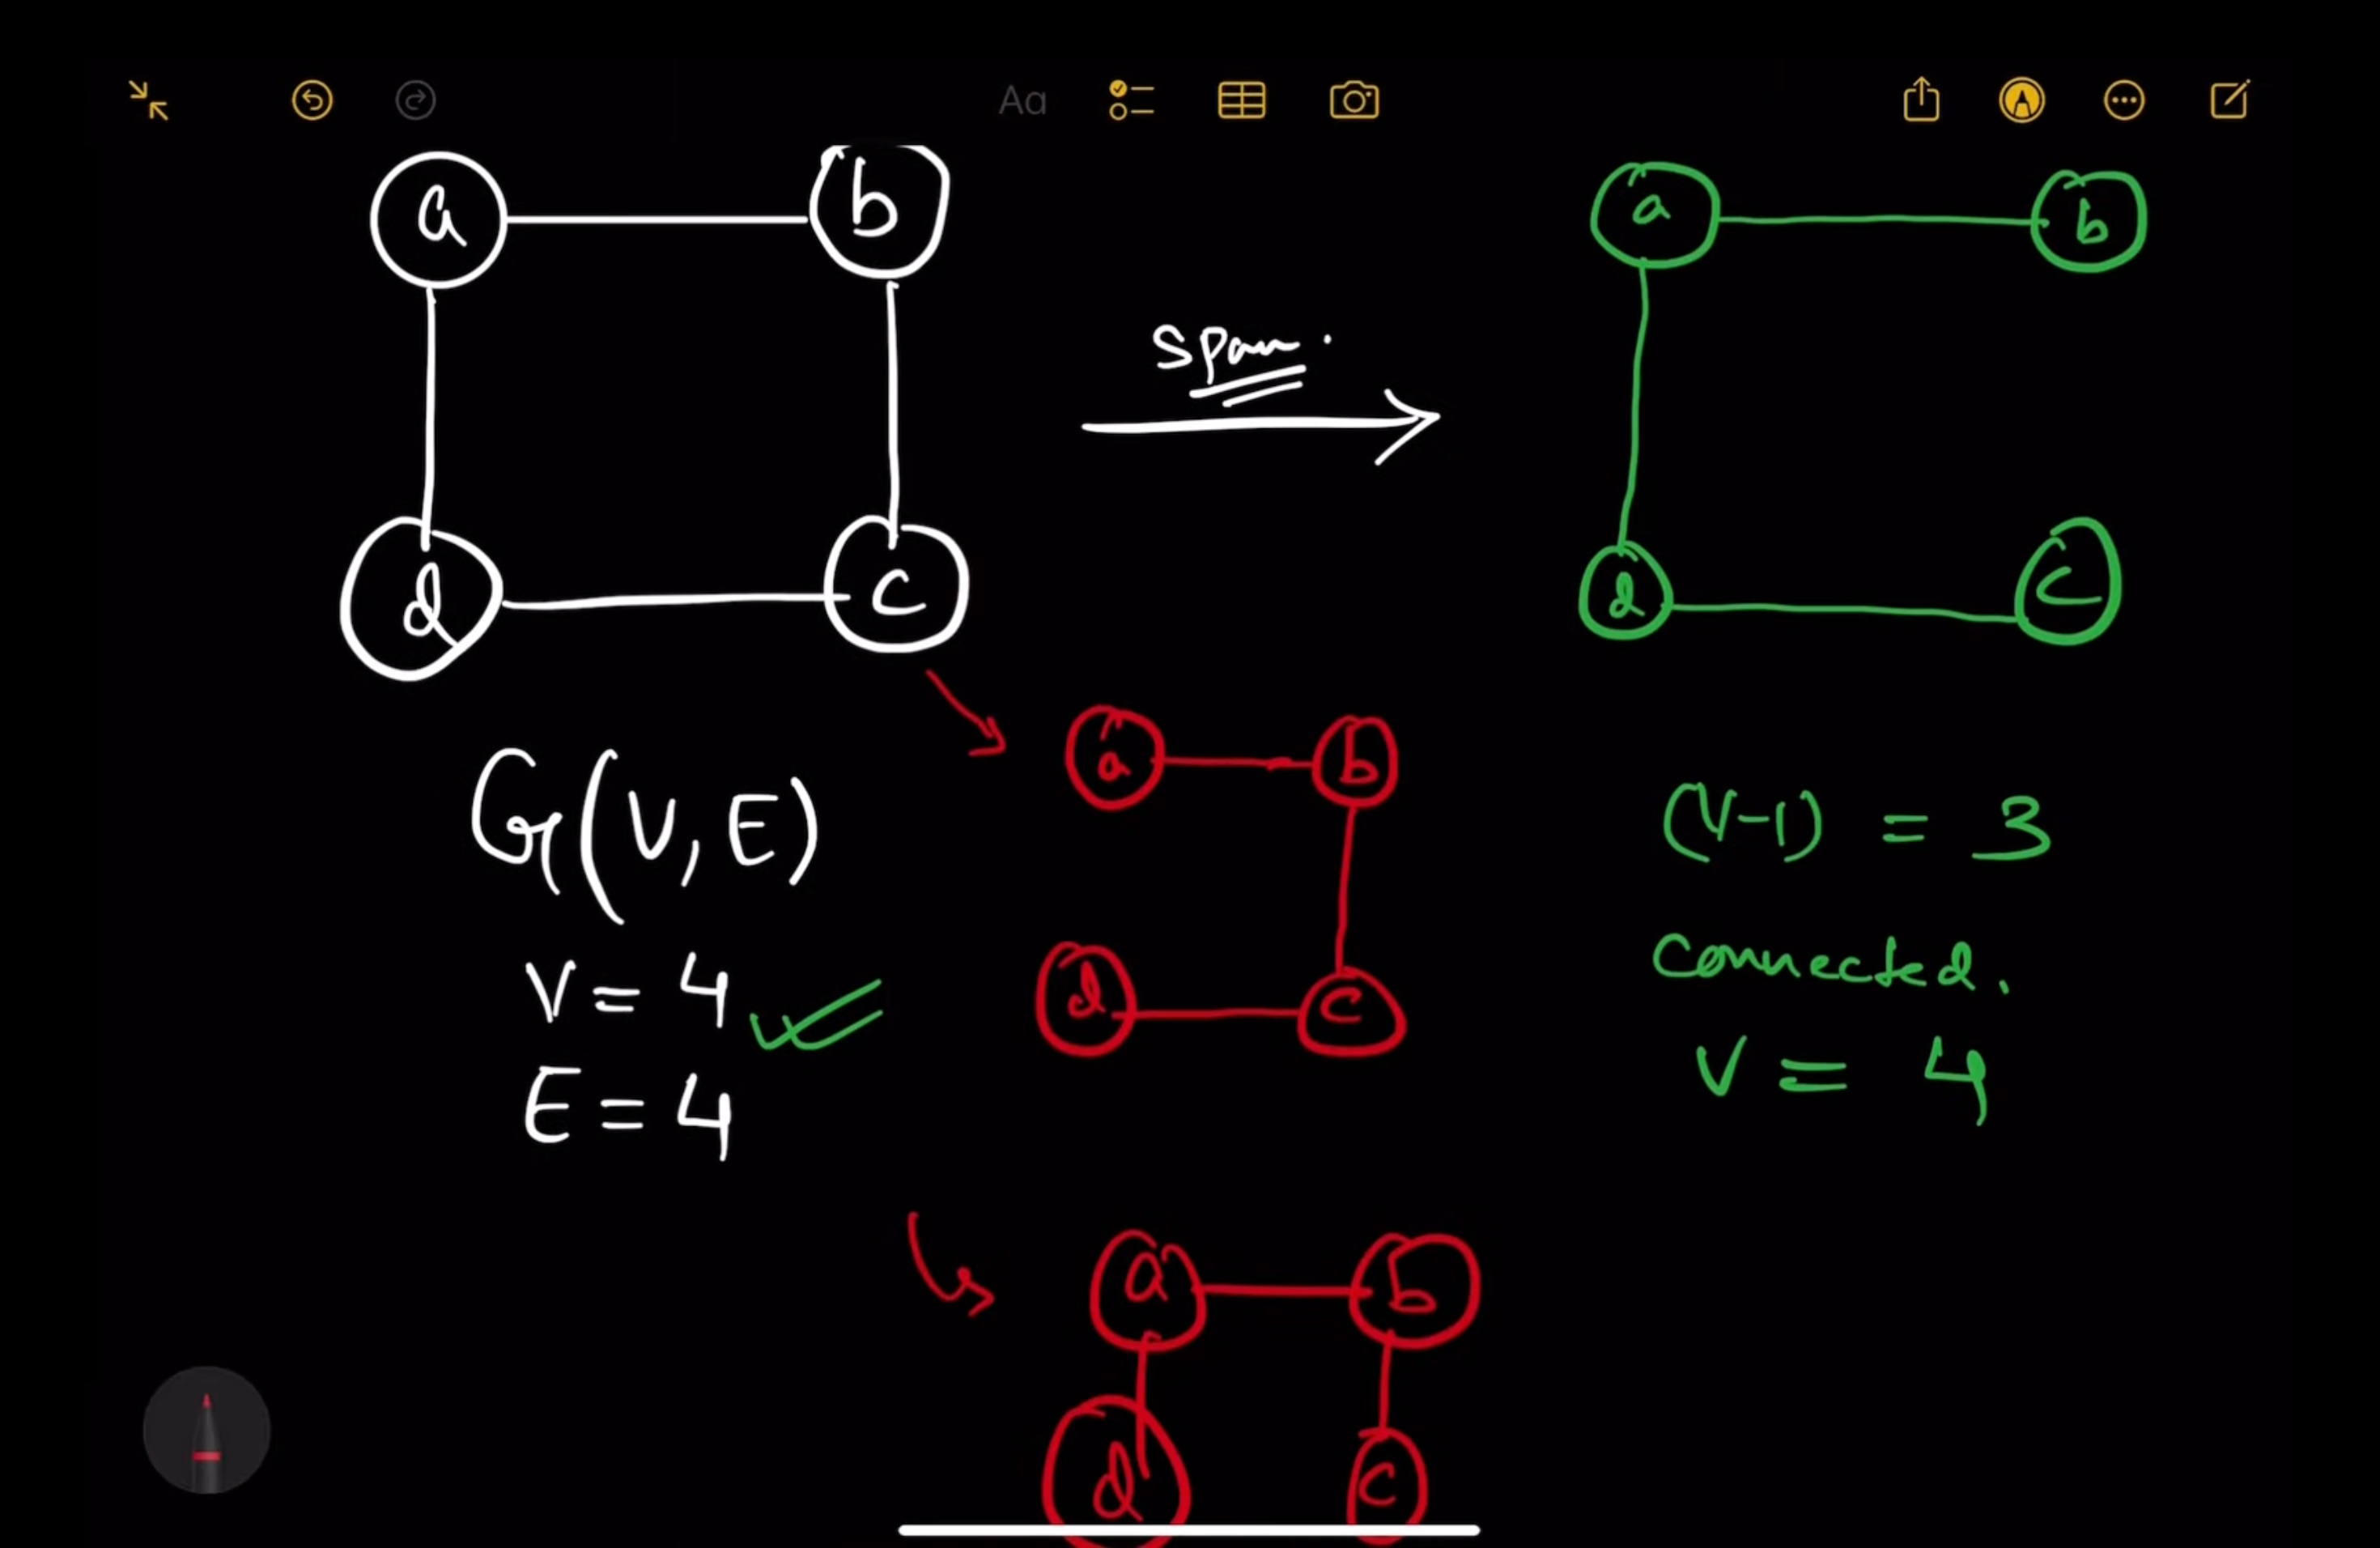 Aa
a b
d c
span.
a b
d c
G(V, E)
V = 4
E = 4
a b
d c
(V-1) = 3
connected.
V = 4
a b
d c